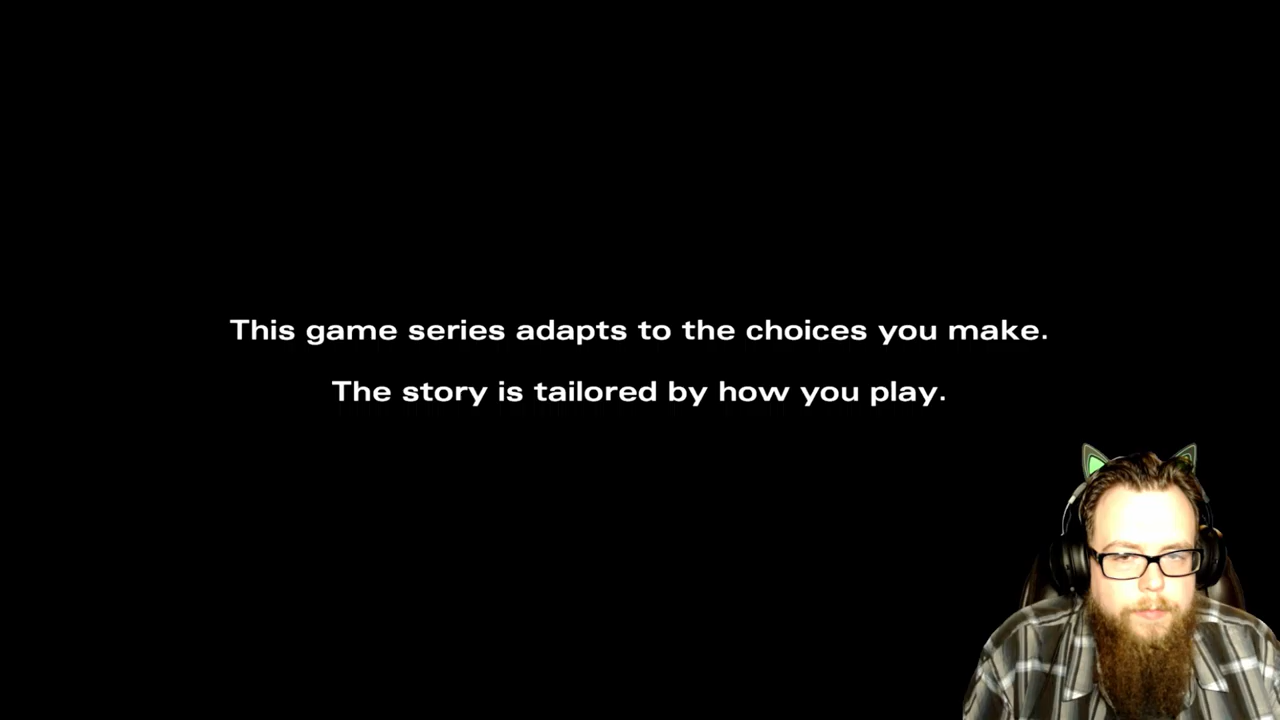 This game series adapts to the choices you make.
The story is tailored by how you play.